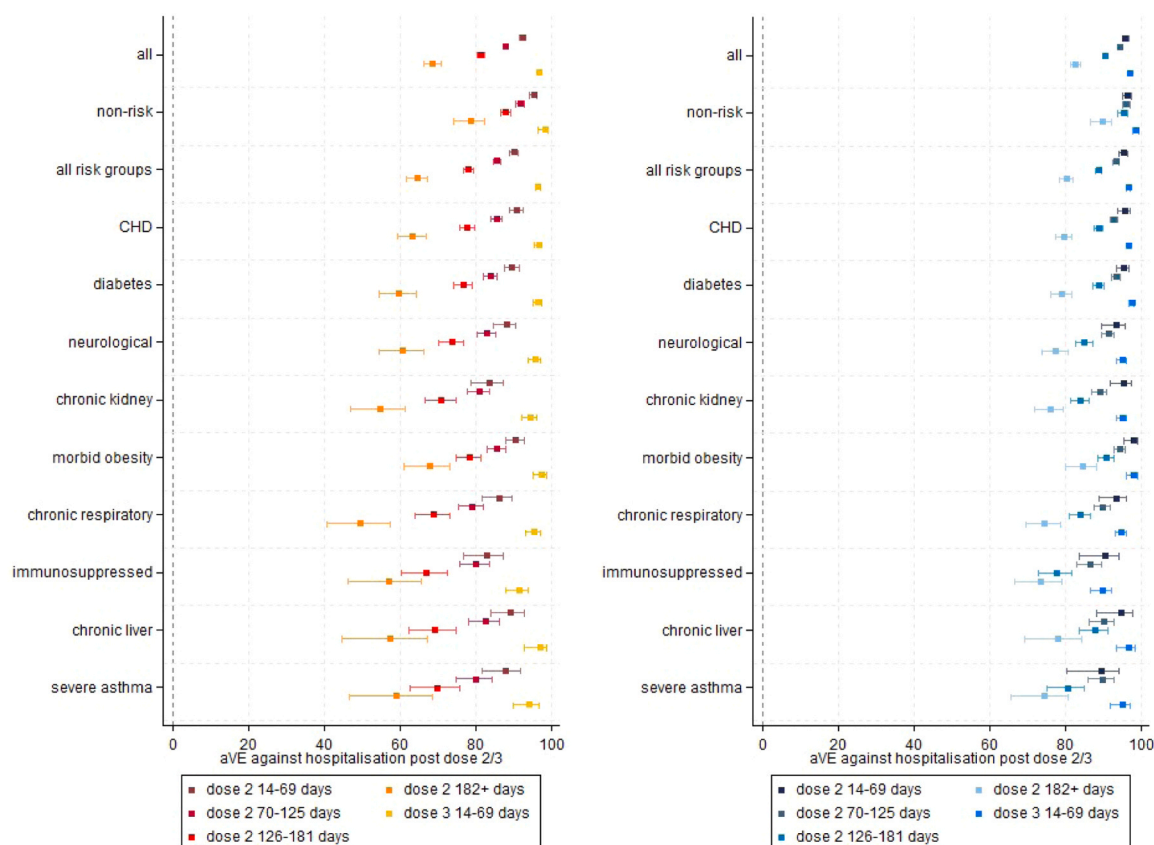 all
non-risk
all risk groups
CHD
diabetes
neurological
chronic kidney
morbid obesity
chronic respiratory
immunosuppressed
chronic liver
severe asthma
0 20 40 60 80 100
aVE against hospitalisation post dose 2/3
dose 2 14-69 days dose 2 182+ days
dose 2 70-125 days dose 3 14-69 days
dose 2 126-181 days
all
non-risk
all risk groups
CHD
diabetes
neurological
chronic kidney
morbid obesity
chronic respiratory
immunosuppressed
chronic liver
severe asthma
0 20 40 60 80 100
aVE against hospitalisation post dose 2/3
dose 2 14-69 days dose 2 182+ days
dose 2 70-125 days dose 3 14-69 days
dose 2 126-181 days